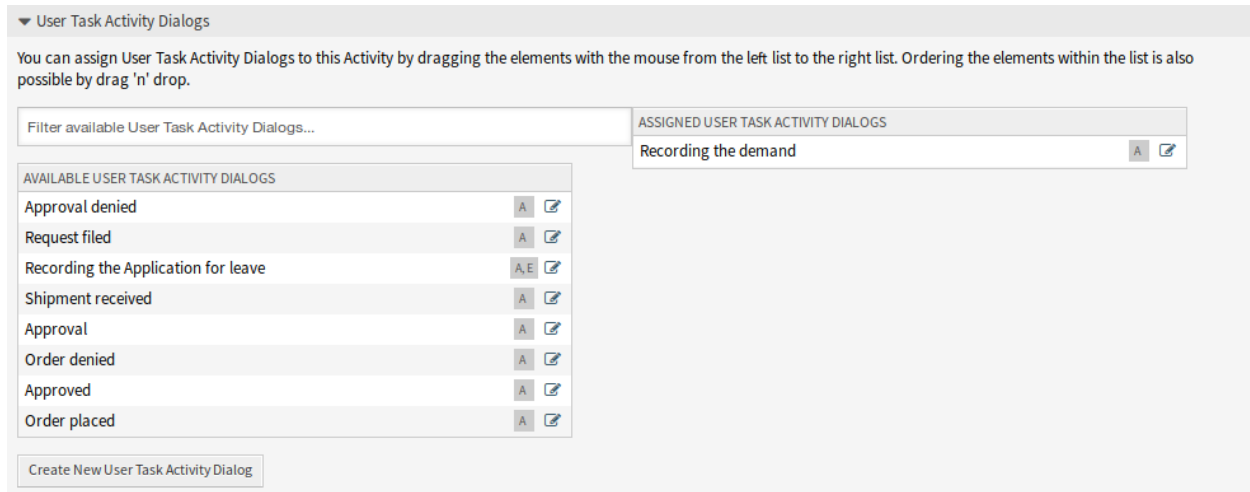 User Task Activity Dialogs
You can assign User Task Activity Dialogs to this Activity by dragging the elements with the mouse from the left list to the right list. Ordering the elements within the list is also
possible by drag 'n' drop.
Filter available User Task Activity Dialogs...
AVAILABLE USER TASK ACTIVITY DIALOGS
Approval denied A
Request filed A
Recording the Application for leave A, E
Shipment received A
Approval A
Order denied A
Approved A
Order placed A
Create New User Task Activity Dialog
ASSIGNED USER TASK ACTIVITY DIALOGS
Recording the demand A